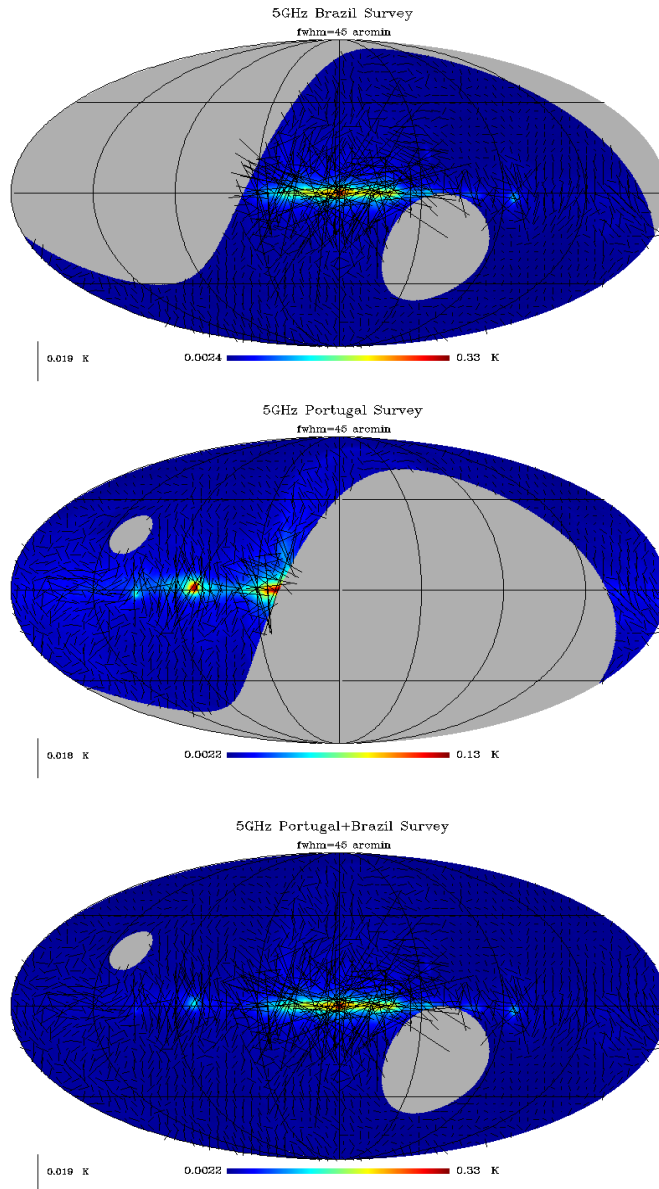 5GHz Brazil Survey
fwhm=45 arcmin
0.019 K 0.0024 0.33 K
5GHz Portugal Survey
fwhm=45 arcmin
0.018 K 0.0022 0.13 K
5GHz Portugal+Brazil Survey
fwhm=45 arcmin
0.019 K 0.0022 0.33 K